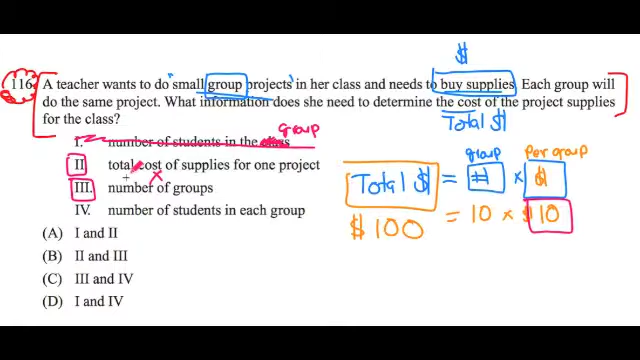 $
116. A teacher wants to do "small group projects" in her class and needs to buy supplies. Each group will
do the same project. What information does she need to determine the cost of the project supplies
for the class?
Total $
group
I. number of students in the class
II total cost of supplies for one project
+ x
III. number of groups
IV. number of students in each group
(A) I and II
(B) II and III
(C) III and IV
(D) I and IV
group per group
Total $ = # × $
$100 = 10 × $10